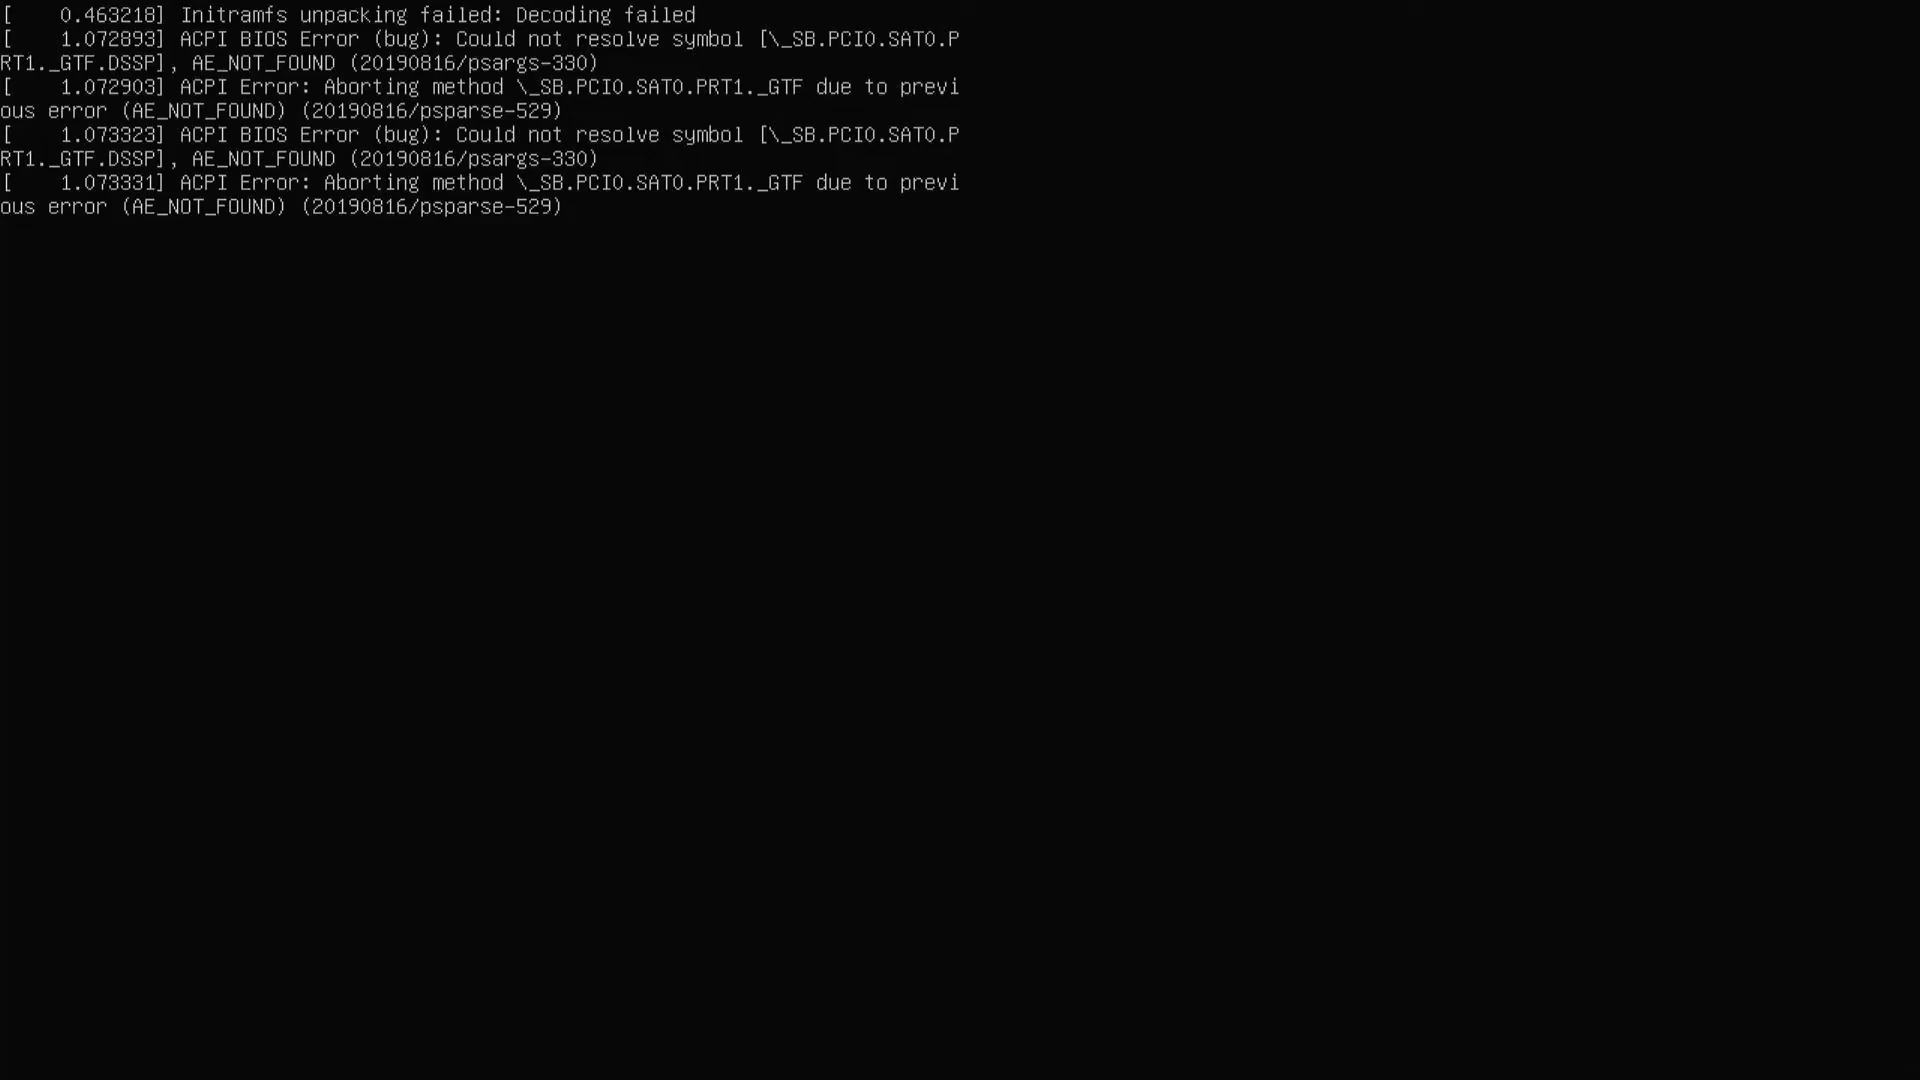 [    0.463218] Initramfs unpacking failed: Decoding failed
[    1.072893] ACPI BIOS Error (bug): Could not resolve symbol [\_SB.PCI0.SAT0.P
RT1._GTF.DSSP], AE_NOT_FOUND (20190816/psargs-330)
[    1.072903] ACPI Error: Aborting method \_SB.PCI0.SAT0.PRT1._GTF due to previ
ous error (AE_NOT_FOUND) (20190816/psparse-529)
[    1.073323] ACPI BIOS Error (bug): Could not resolve symbol [\_SB.PCI0.SAT0.P
RT1._GTF.DSSP], AE_NOT_FOUND (20190816/psargs-330)
[    1.073331] ACPI Error: Aborting method \_SB.PCI0.SAT0.PRT1._GTF due to previ
ous error (AE_NOT_FOUND) (20190816/psparse-529)